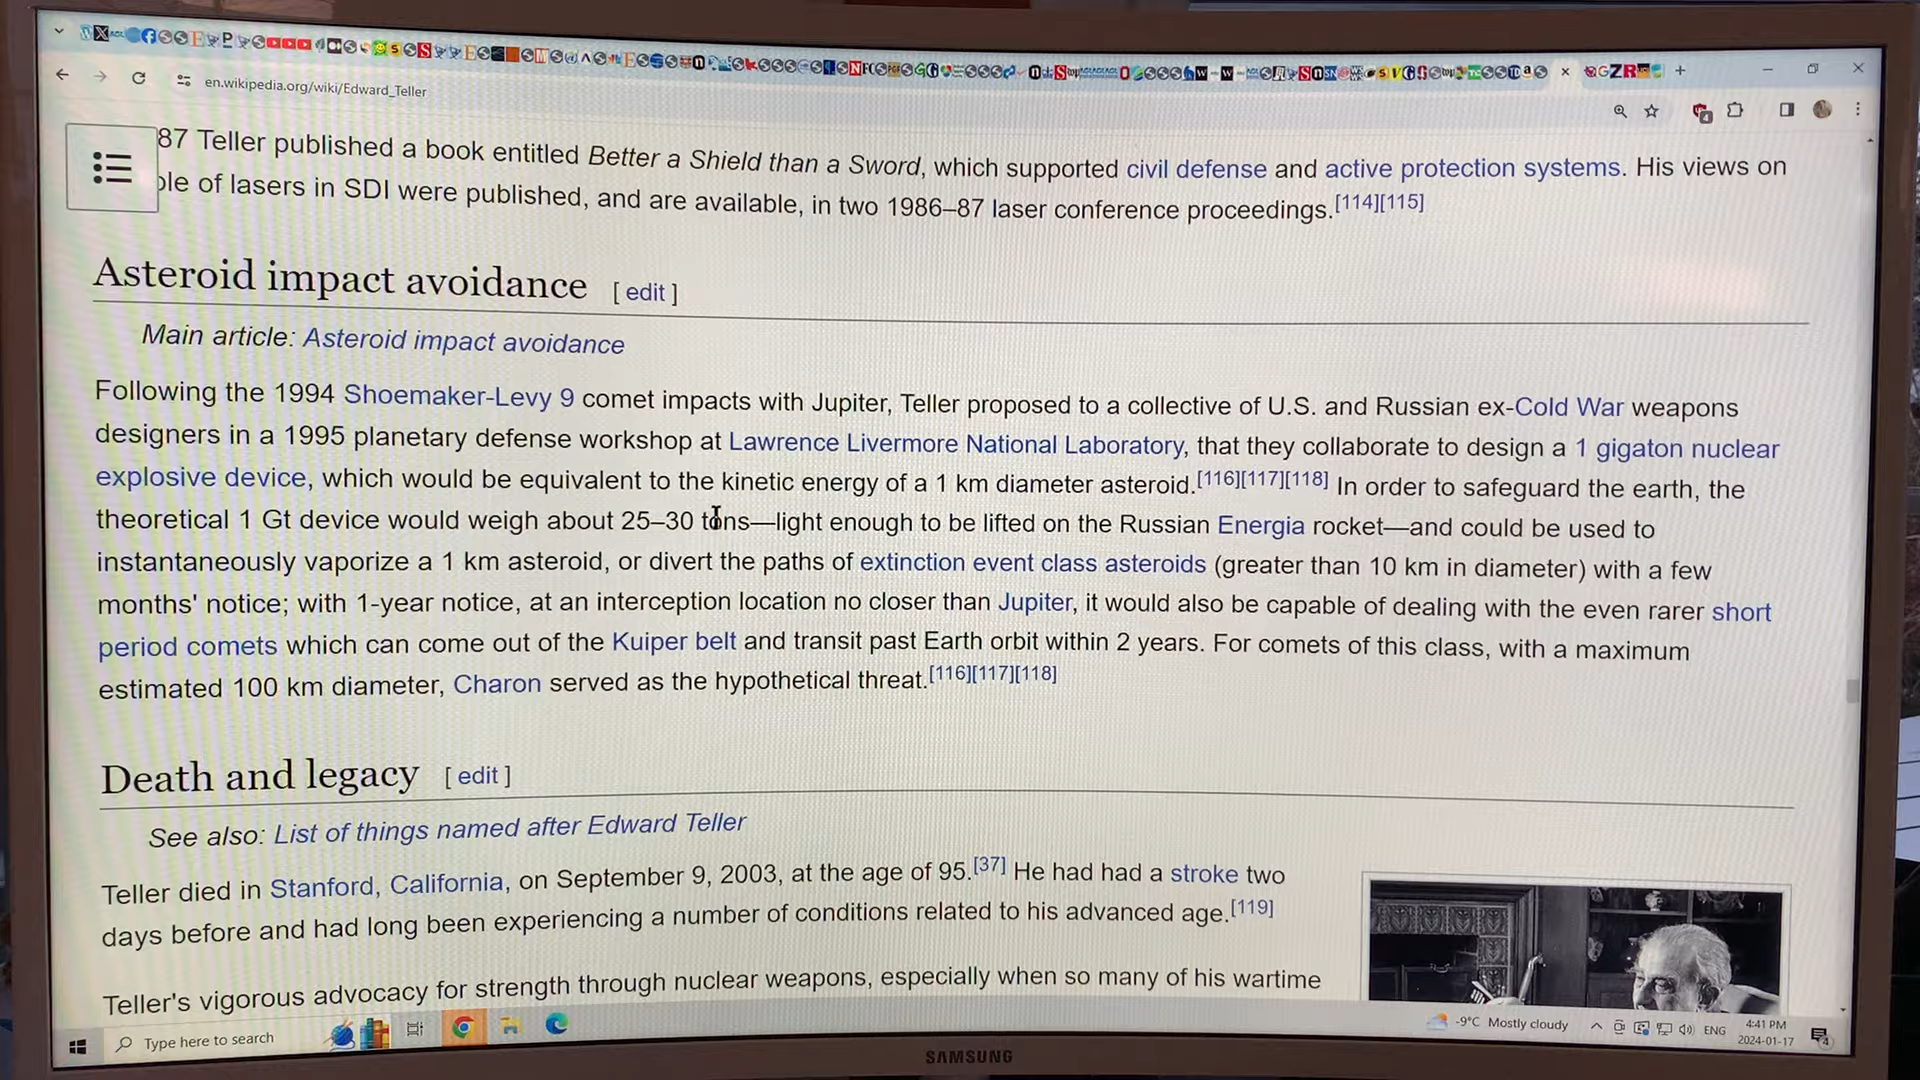 en.wikipedia.org/wiki/Edward_Teller
87 Teller published a book entitled Better a Shield than a Sword, which supported civil defense and active protection systems. His views on
ole of lasers in SDI were published, and are available, in two 1986–87 laser conference proceedings.[114][115]
Asteroid impact avoidance [ edit ]
Main article: Asteroid impact avoidance
Following the 1994 Shoemaker-Levy 9 comet impacts with Jupiter, Teller proposed to a collective of U.S. and Russian ex-Cold War weapons
designers in a 1995 planetary defense workshop at Lawrence Livermore National Laboratory, that they collaborate to design a 1 gigaton nuclear
explosive device, which would be equivalent to the kinetic energy of a 1 km diameter asteroid.[116][117][118] In order to safeguard the earth, the
theoretical 1 Gt device would weigh about 25–30 tons—light enough to be lifted on the Russian Energia rocket—and could be used to
instantaneously vaporize a 1 km asteroid, or divert the paths of extinction event class asteroids (greater than 10 km in diameter) with a few
months' notice; with 1-year notice, at an interception location no closer than Jupiter, it would also be capable of dealing with the even rarer short
period comets which can come out of the Kuiper belt and transit past Earth orbit within 2 years. For comets of this class, with a maximum
estimated 100 km diameter, Charon served as the hypothetical threat.[116][117][118]
Death and legacy [ edit ]
See also: List of things named after Edward Teller
Teller died in Stanford, California, on September 9, 2003, at the age of 95.[37] He had had a stroke two
days before and had long been experiencing a number of conditions related to his advanced age.[119]
Teller's vigorous advocacy for strength through nuclear weapons, especially when so many of his wartime
Type here to search
-9°C Mostly cloudy
ENG
4:41 PM
2024-01-17
SAMSUNG